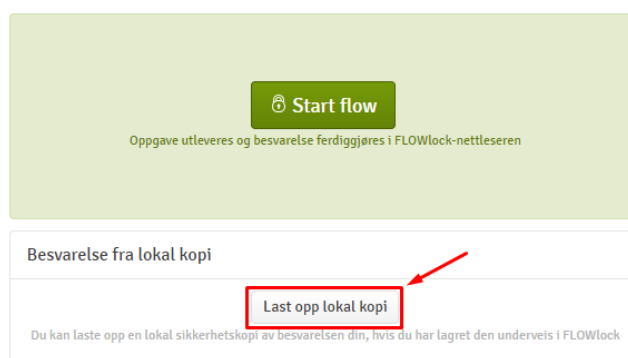 Start flow
Oppgave utleveres og besvarelse ferdiggjøres i FLOWlock-nettleseren
Besvarelse fra lokal kopi
Last opp lokal kopi
Du kan laste opp en lokal sikkerhetskopi av besvarelsen din, hvis du har lagret den underveis i FLOWlock